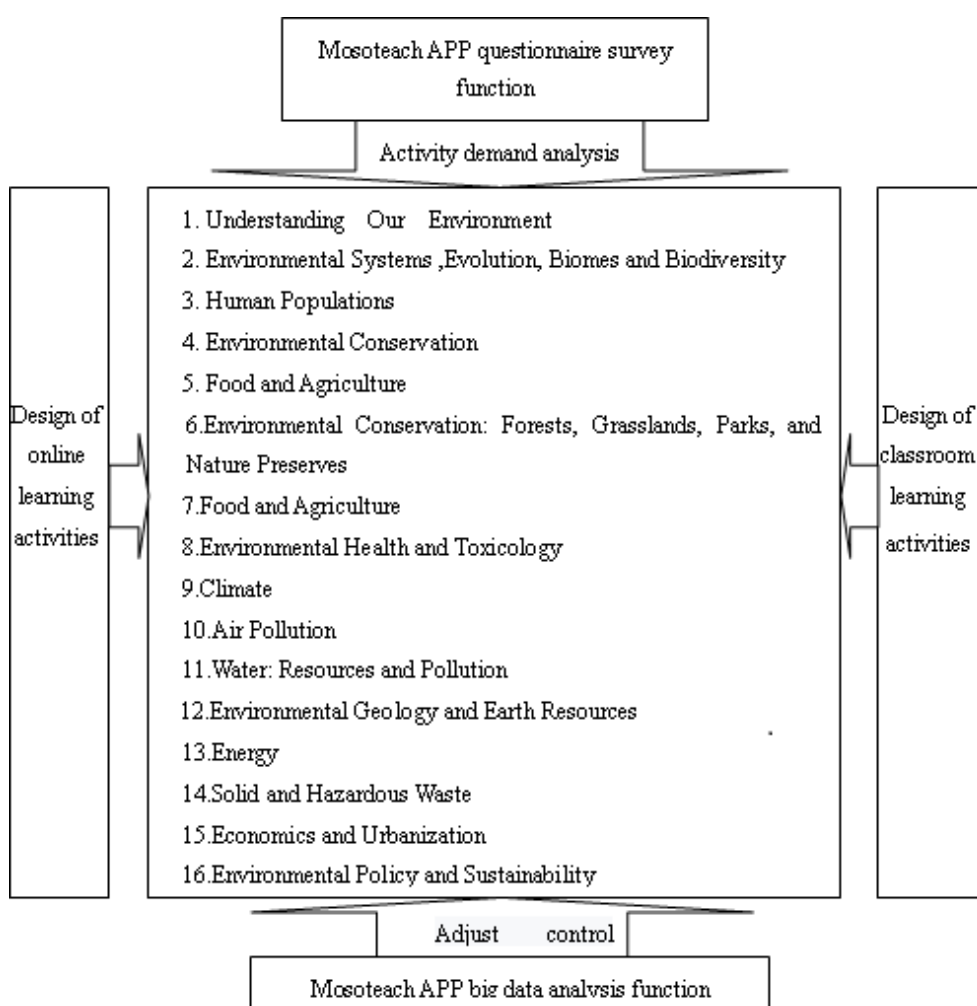 Mosoteach APP questionnaire survey
function
Activity demand analysis
Design of
online
learning
activities
1. Understanding Our Environment
2. Environmental Systems ,Evolution, Biomes and Biodiversity
3. Human Populations
4. Environmental Conservation
5. Food and Agriculture
6.Environmental Conservation: Forests, Grasslands, Parks, and
Nature Preserves
7.Food and Agriculture
8.Environmental Health and Toxicology
9.Climate
10.Air Pollution
11.Water: Resources and Pollution
12.Environmental Geology and Earth Resources
13.Energy
14.Solid and Hazardous Waste
15.Economics and Urbanization
16.Environmental Policy and Sustainability
Design of
classroom
learning
activities
Adjust control
Mosoteach APP big data analysis function